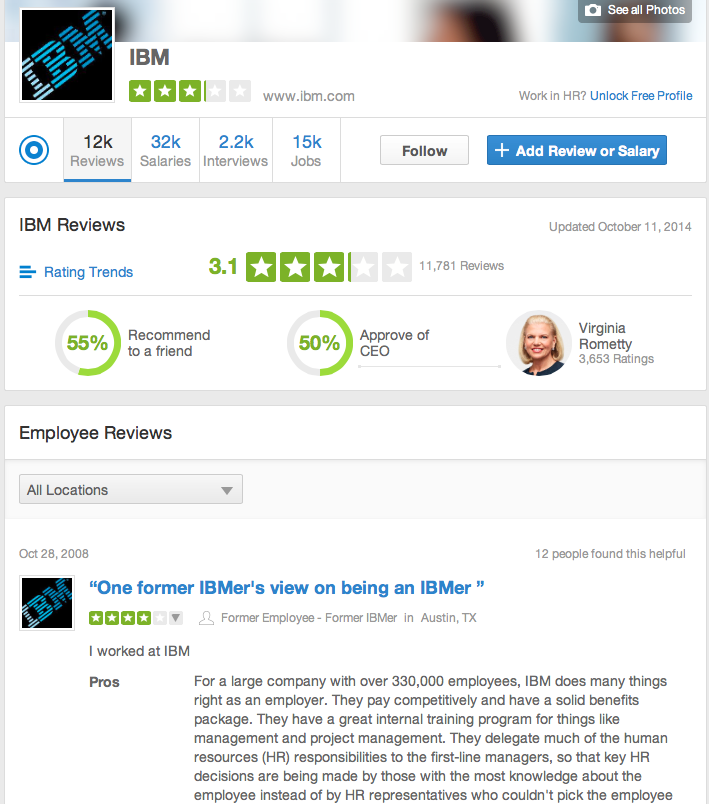 See all Photos
IBM
IBM
www.ibm.com
Work in HR? Unlock Free Profile
12k
Reviews
32k
Salaries
2.2k
Interviews
15k
Jobs
Follow
+ Add Review or Salary
IBM Reviews
Updated October 11, 2014
Rating Trends
3.1
11,781 Reviews
55%
Recommend
to a friend
50%
Approve of
CEO
Virginia
Rometty
3,653 Ratings
Employee Reviews
All Locations
Oct 28, 2008
12 people found this helpful
IBM
“One former IBMer's view on being an IBMer ”
Former Employee - Former IBMer in Austin, TX
I worked at IBM
Pros
For a large company with over 330,000 employees, IBM does many things
right as an employer. They pay competitively and have a solid benefits
package. They have a great internal training program for things like
management and project management. They delegate much of the human
resources (HR) responsibilities to the first-line managers, so that key HR
decisions are being made by those with the most knowledge about the
employee instead of by HR representatives who couldn't pick the employee